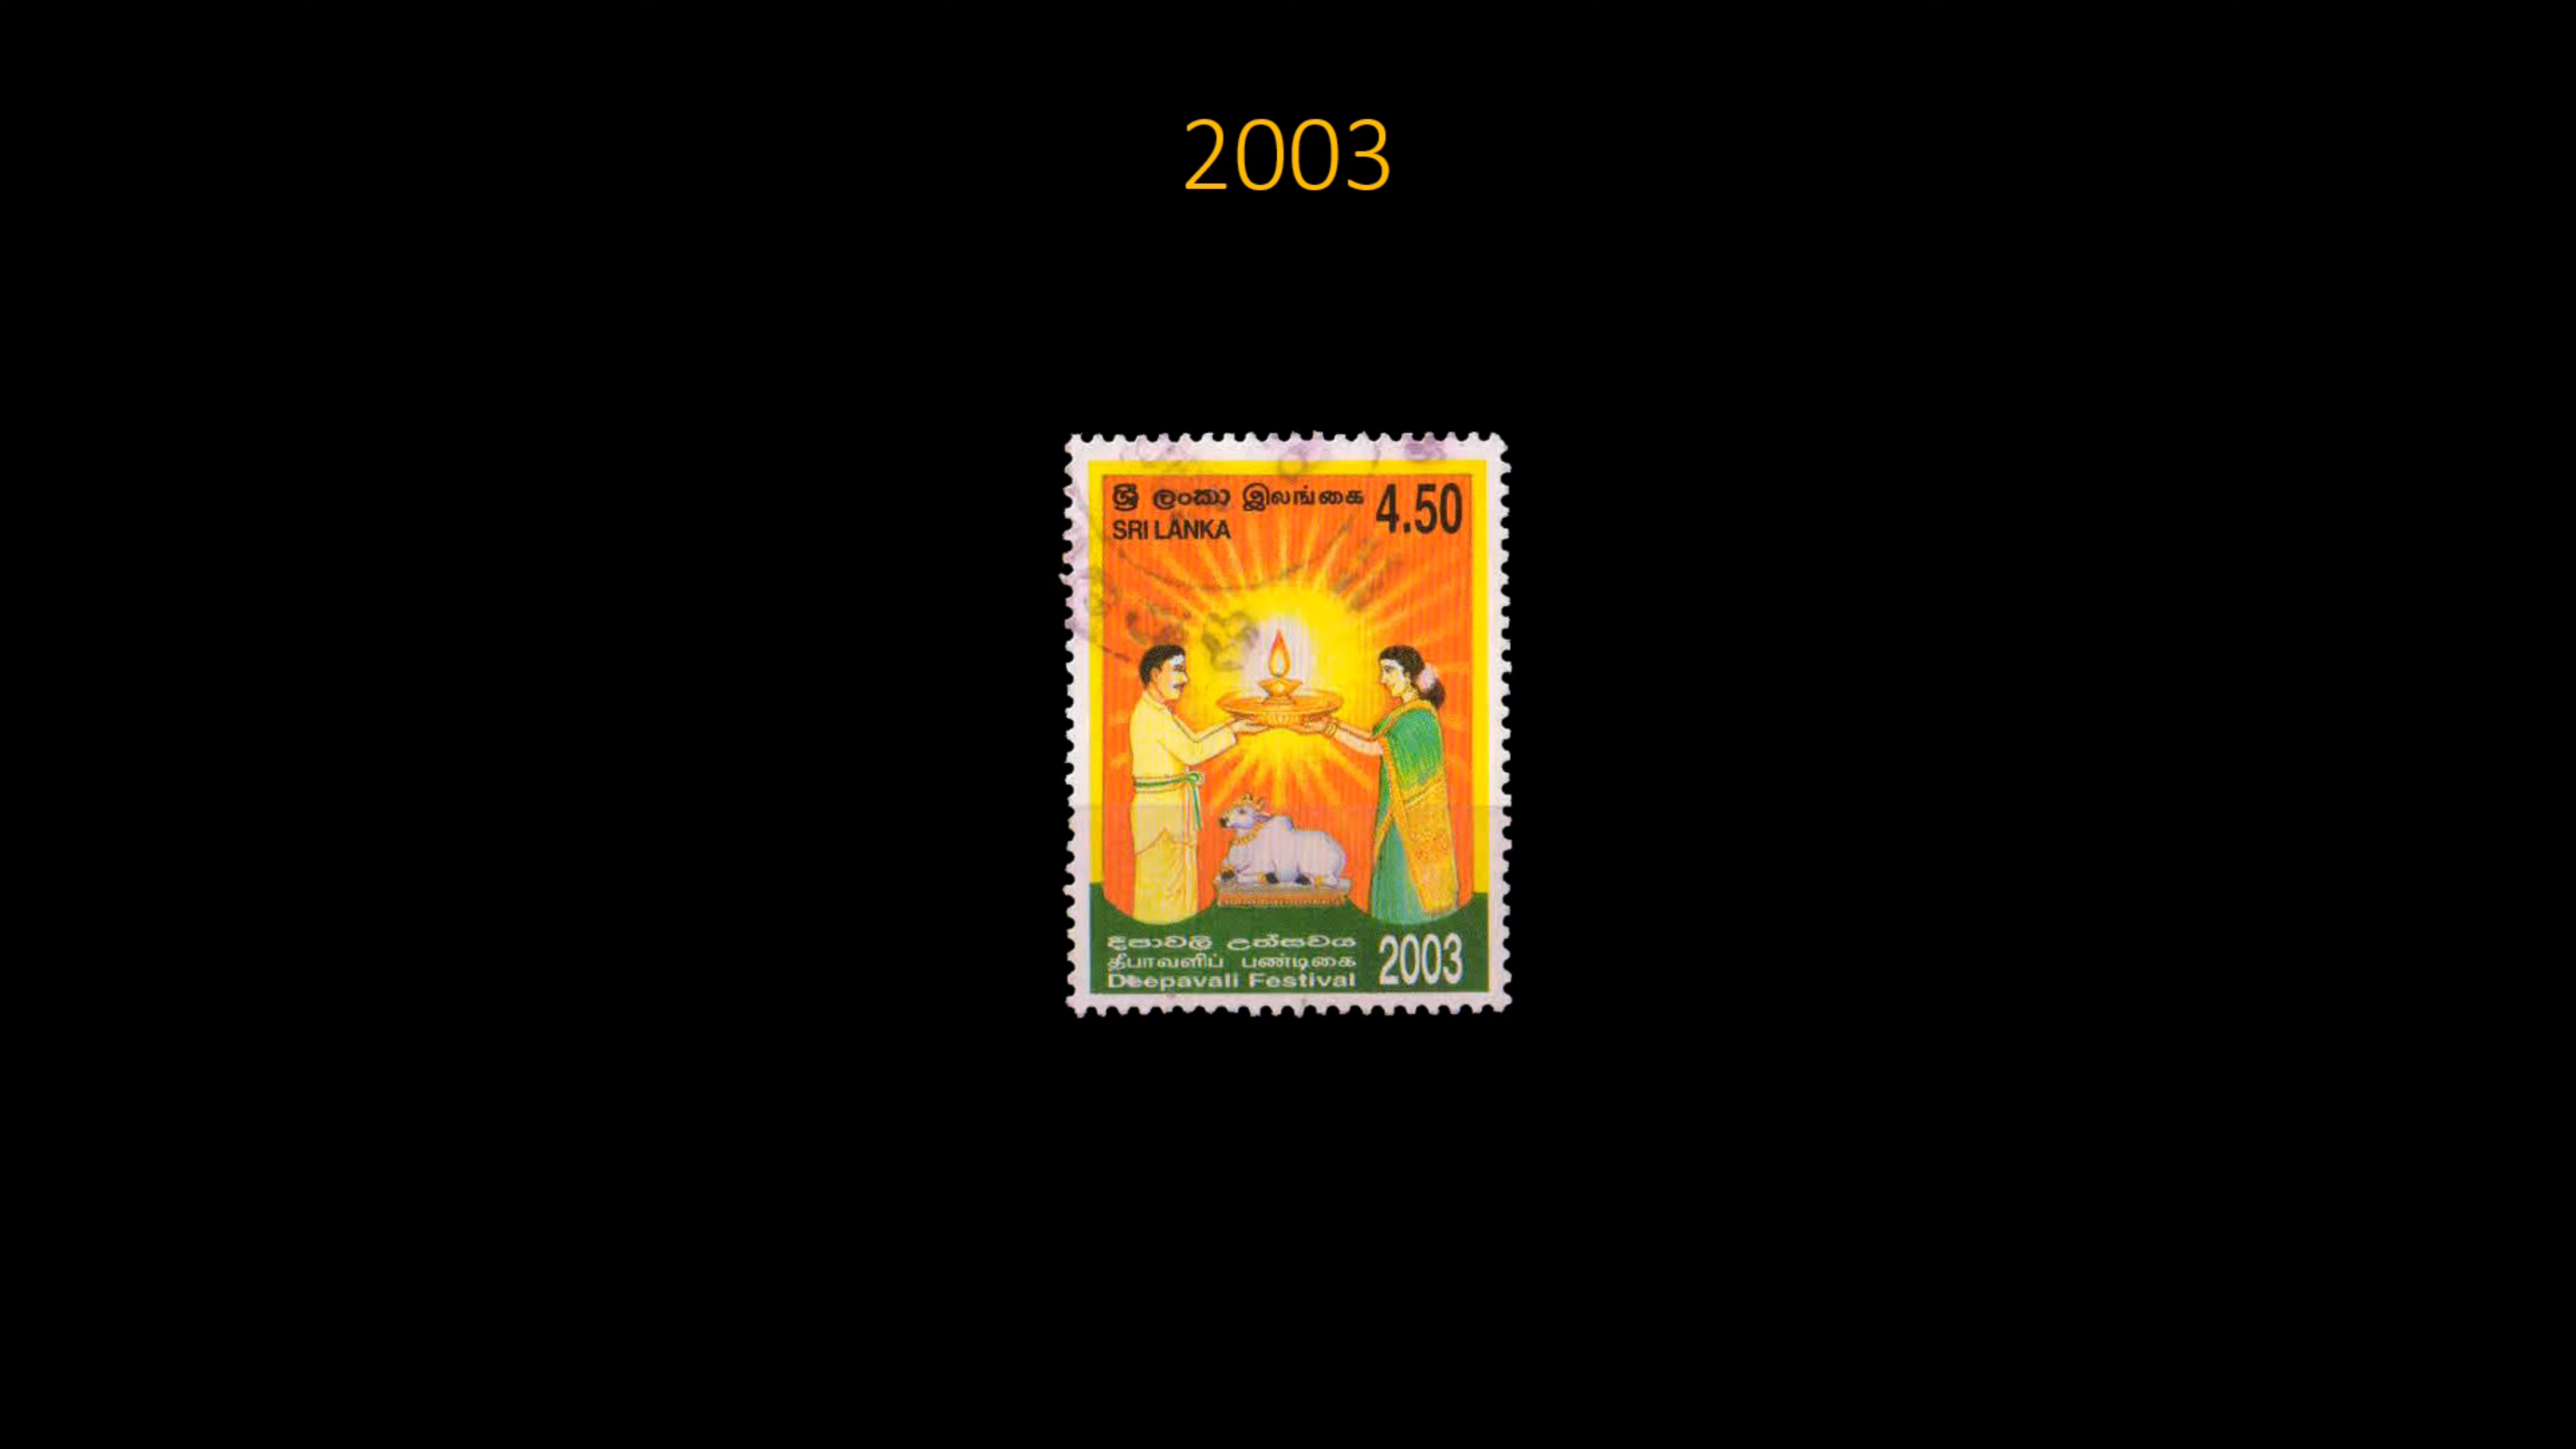 2003
ශ්‍රී ලංකා இலங்கை 4.50
SRI LANKA
දීපාවලි උත්සවය
தீபாவளிப் பண்டிகை
Deepavali Festival 2003